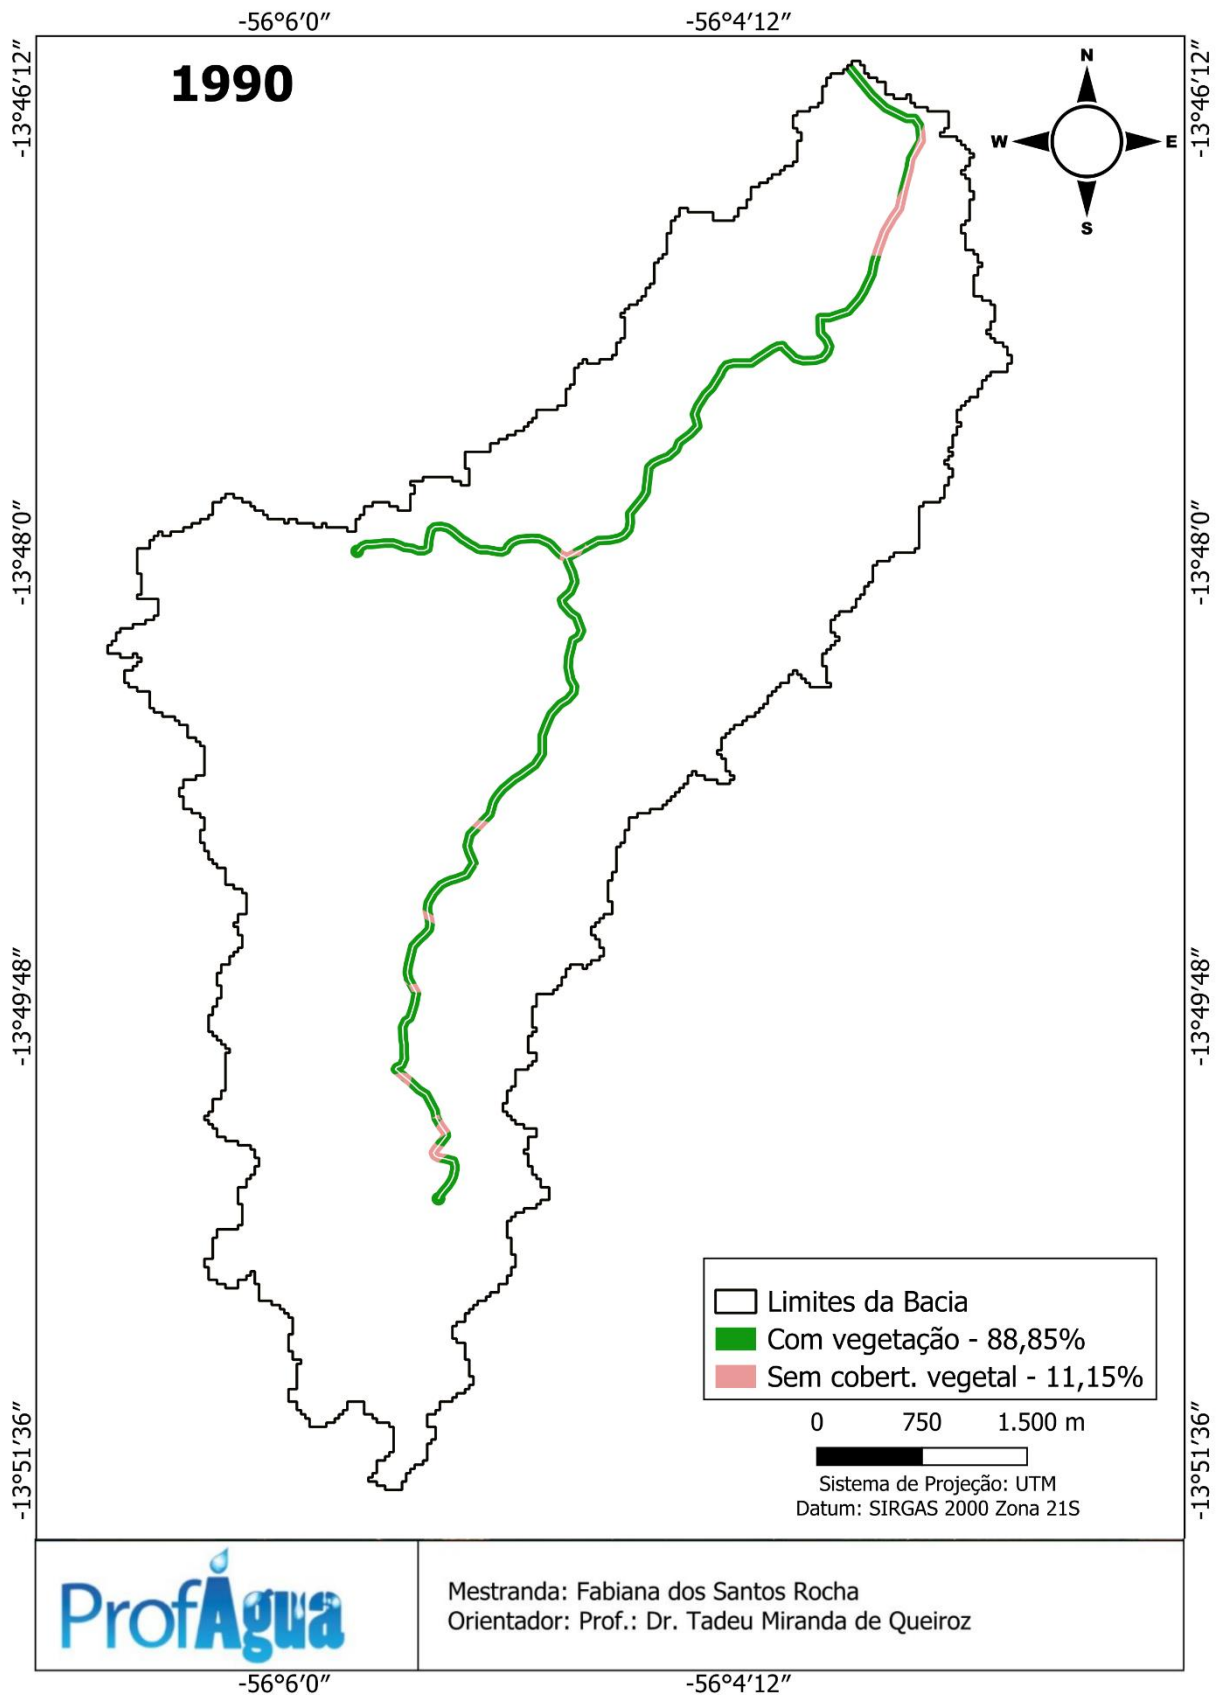 -56°6'0" -56°4'12"
1990
-13°46'12" -13°46'12"
N
W E
S
-13°48'0" -13°48'0"
-13°49'48" -13°49'48"
Limites da Bacia
Com vegetação - 88,85%
Sem cobert. vegetal - 11,15%
0 750 1.500 m
-13°51'36" -13°51'36"
Sistema de Projeção: UTM
Datum: SIRGAS 2000 Zona 21S
ProfÁgua
Mestranda: Fabiana dos Santos Rocha
Orientador: Prof.: Dr. Tadeu Miranda de Queiroz
-56°6'0" -56°4'12"